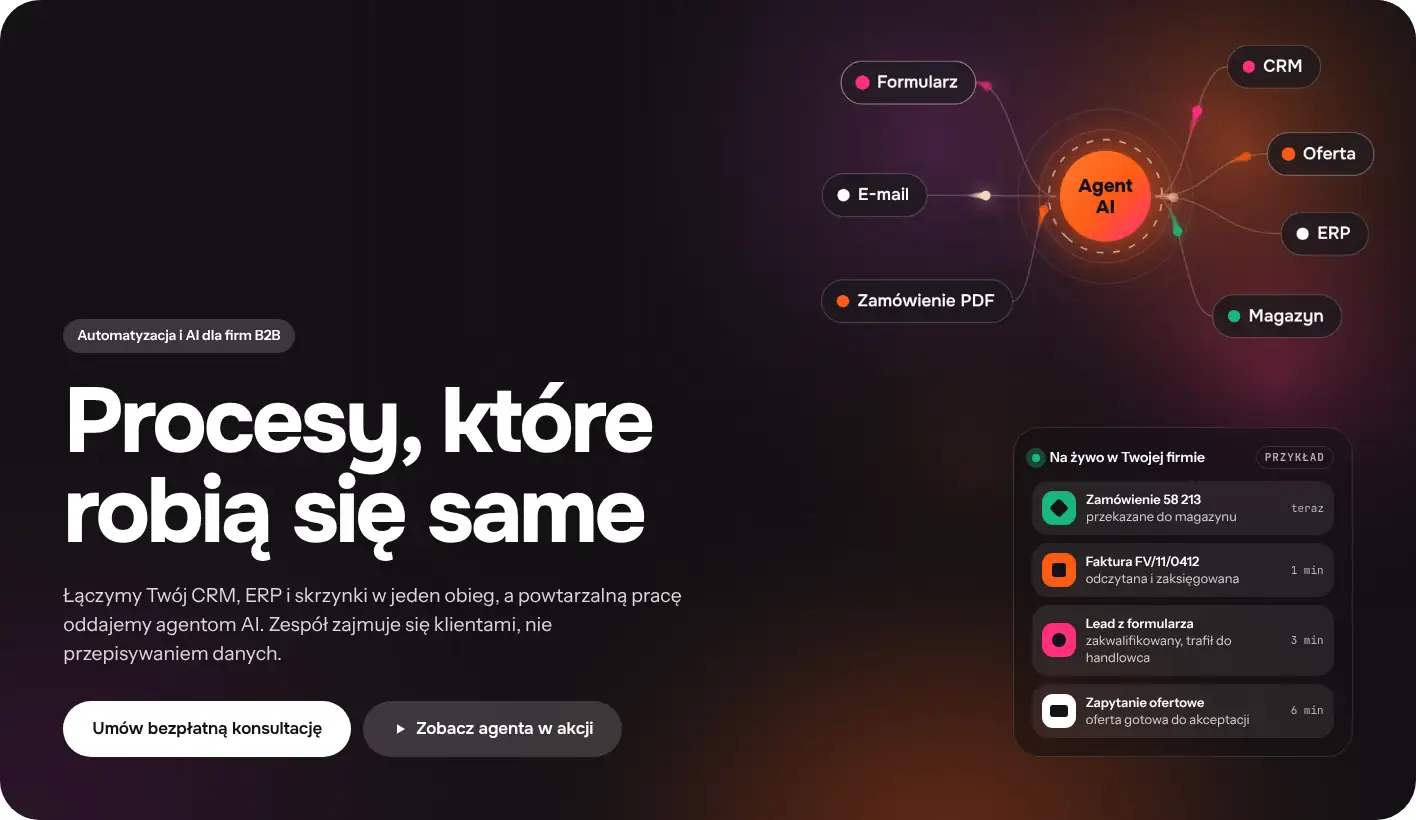 Formularz
CRM
Oferta
E-mail
Agent
AI
ERP
Zamówienie PDF
Magazyn
Automatyzacja i AI dla firm B2B
Procesy, które
robią się same
Łączymy Twój CRM, ERP i skrzynki w jeden obieg, a powtarzalną pracę
oddajemy agentom AI. Zespół zajmuje się klientami, nie
przepisywaniem danych.
Umów bezpłatną konsultację
Zobacz agenta w akcji
Na żywo w Twojej firmie
PRZYKŁAD
Zamówienie 58 213
przekazane do magazynu
teraz
Faktura FV/11/0412
odczytana i zaksięgowana
1 min
Lead z formularza
zakwalifikowany, trafił do
handlowca
3 min
Zapytanie ofertowe
oferta gotowa do akceptacji
6 min